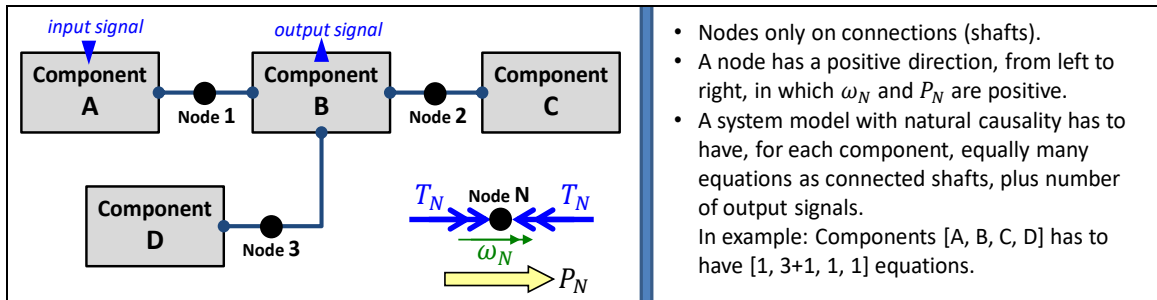 input signal
output signal
Component
A
Component
B
Component
C
Node 1
Node 2
Component
D
Node 3
Node N
T_N
T_N
ω_N
P_N
• Nodes only on connections (shafts).
• A node has a positive direction, from left to
right, in which ω_N and P_N are positive.
• A system model with natural causality has to
have, for each component, equally many
equations as connected shafts, plus number
of output signals.
In example: Components [A, B, C, D] has to
have [1, 3+1, 1, 1] equations.